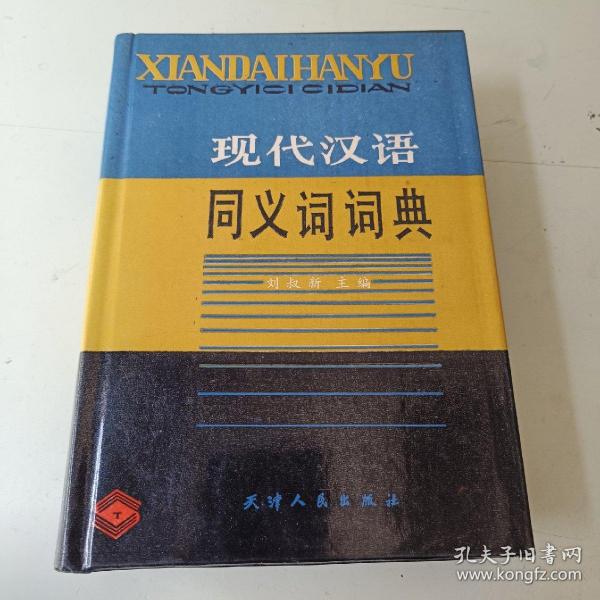 XIANDAIHANYU
TONGYICI CIDIAN
现代汉语
同义词词典
刘叔新 主编
天津人民出版社
T
孔夫子旧书网
www.kongfz.com